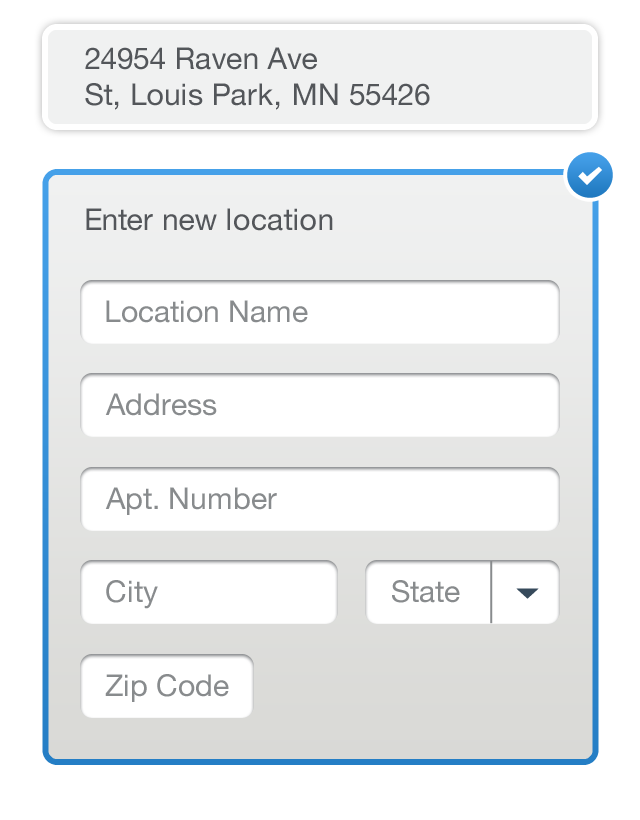 24954 Raven Ave
St, Louis Park, MN 55426
Enter new location
Location Name
Address
Apt. Number
City
State
Zip Code